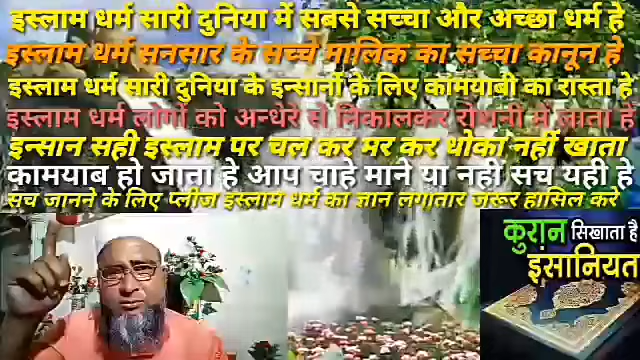 इस्लाम धर्म सारी दुनिया में सबसे सच्चा और अच्छा धर्म हे
इस्लाम धर्म सनसार के सच्चे मालिक का सच्चा कानून हे
इस्लाम धर्म सारी दुनिया के इन्सानों के लिए कामयाबी का रास्ता हे
इस्लाम धर्म लोगों को अन्धेरे से निकालकर रोशनी में लाता हे
इन्सान सही इस्लाम पर चल कर मर कर धोका नहीं खाता
कामयाब हो जाता हे आप चाहे माने या नही सच यही हे
सच जानने के लिए प्लीज इस्लाम धर्म का ज्ञान लगातार जरूर हासिल करे
कुरान सिखाता है
इंसानियत